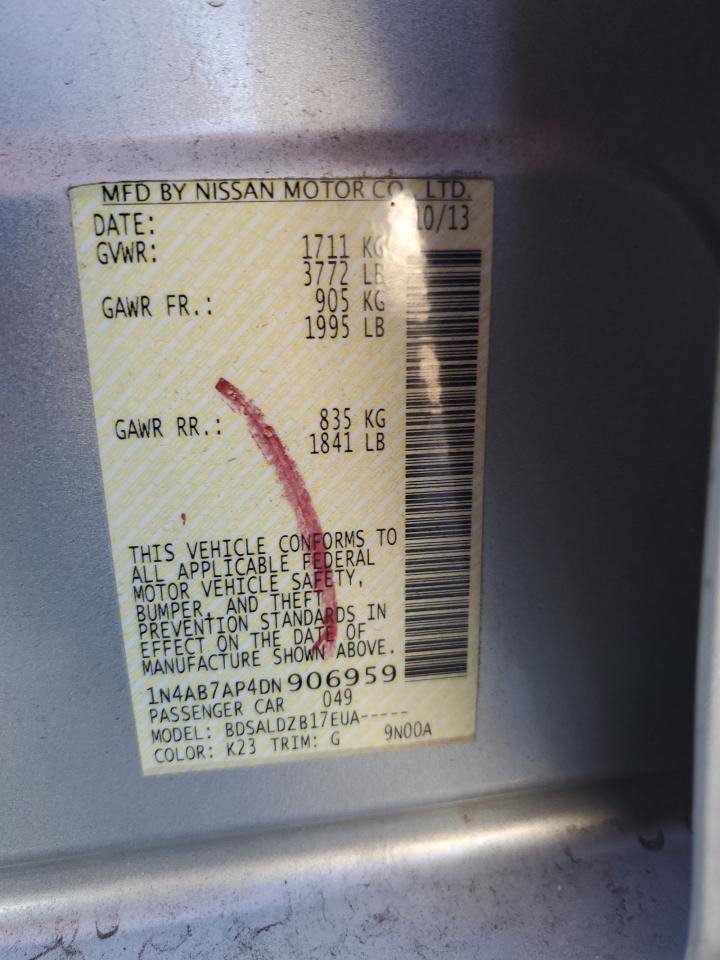 MFD BY NISSAN MOTOR CO., LTD.
DATE: 10/13
GVWR: 1711 KG
3772 LB
GAWR FR.: 905 KG
1995 LB
GAWR RR.: 835 KG
1841 LB
THIS VEHICLE CONFORMS TO
ALL APPLICABLE FEDERAL
MOTOR VEHICLE SAFETY,
BUMPER, AND THEFT
PREVENTION STANDARDS IN
EFFECT ON THE DATE OF
MANUFACTURE SHOWN ABOVE.
1N4AB7AP4DN906959
PASSENGER CAR 049
MODEL: BDSALDZB17EUA-----
COLOR: K23 TRIM: G 9N00A